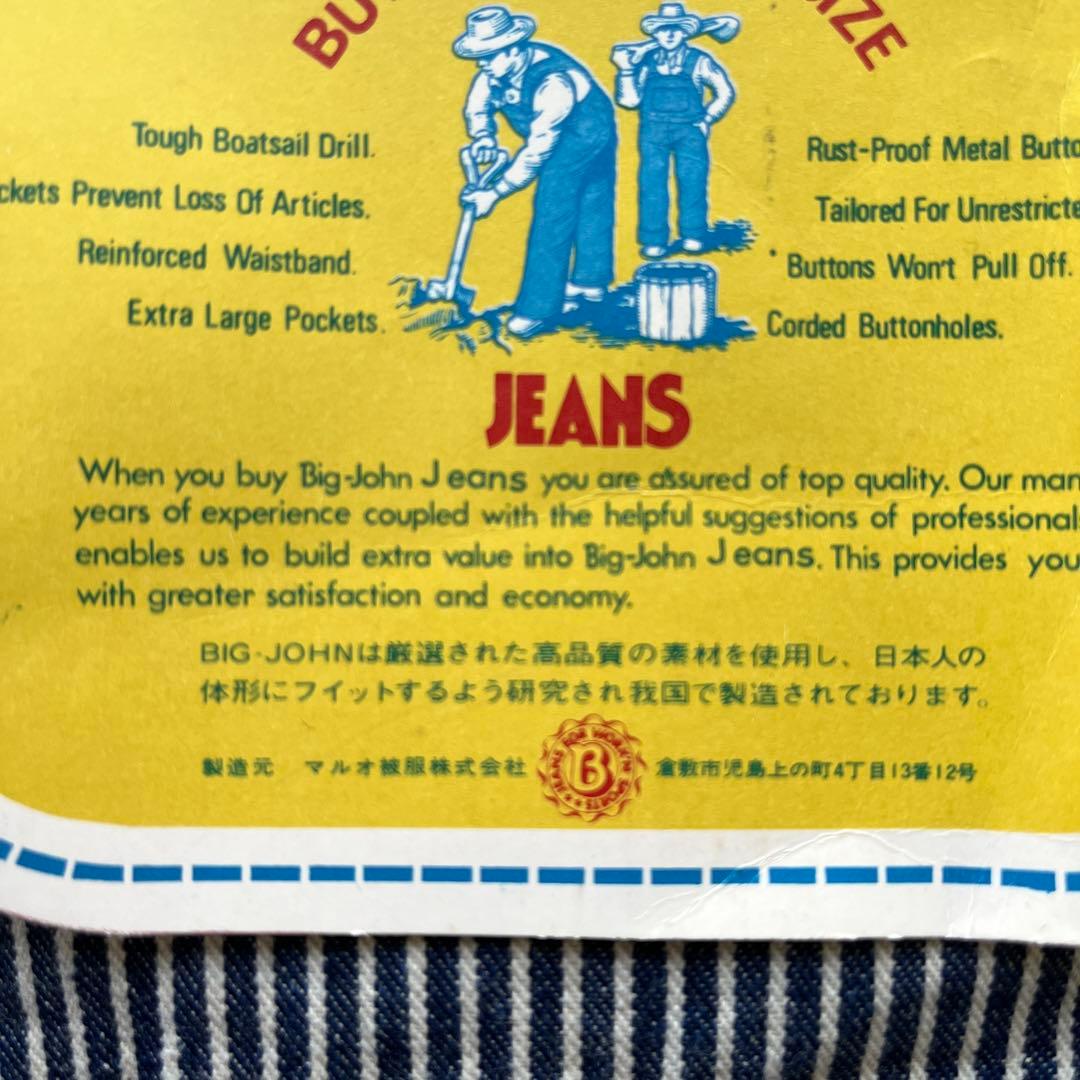 Tough Boatsail Drill.
ckets Prevent Loss Of Articles.
Reinforced Waistband.
Extra Large Pockets.
Rust-Proof Metal Butto
Tailored For Unrestricte
Buttons Won't Pull Off.
Corded Buttonholes.
JEANS
When you buy Big-John Jeans you are assured of top quality. Our man
years of experience coupled with the helpful suggestions of professional
enables us to build extra value into Big-John Jeans. This provides you
with greater satisfaction and economy.
BIG-JOHNは厳選された高品質の素材を使用し、日本人の
体形にフイットするよう研究され我国で製造されております。
製造元 マルオ被服株式会社
JEANS FOR WORK'N SPORTS
B
倉敷市児島上の町4丁目13番12号